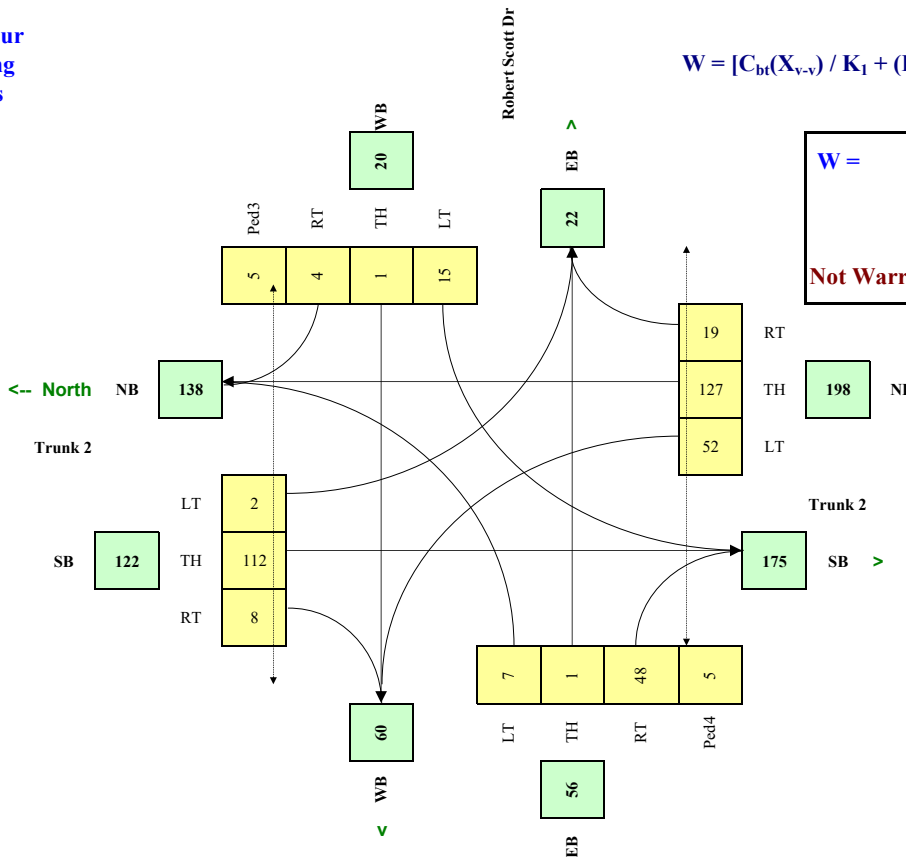 ur
ng
s
Robert Scott Dr
W = [C_bt(X_v-v) / K_1 + (
W =
Not Warr
WB
20
^
EB
22
Ped3
RT
TH
LT
5
4
1
15
19
RT
127
TH
198
52
LT
<-- North
NB
138
Trunk 2
LT
2
Trunk 2
SB
122
TH
112
175
SB
>
RT
8
7
1
48
5
LT
TH
RT
Ped4
60
WB
v
56
EB